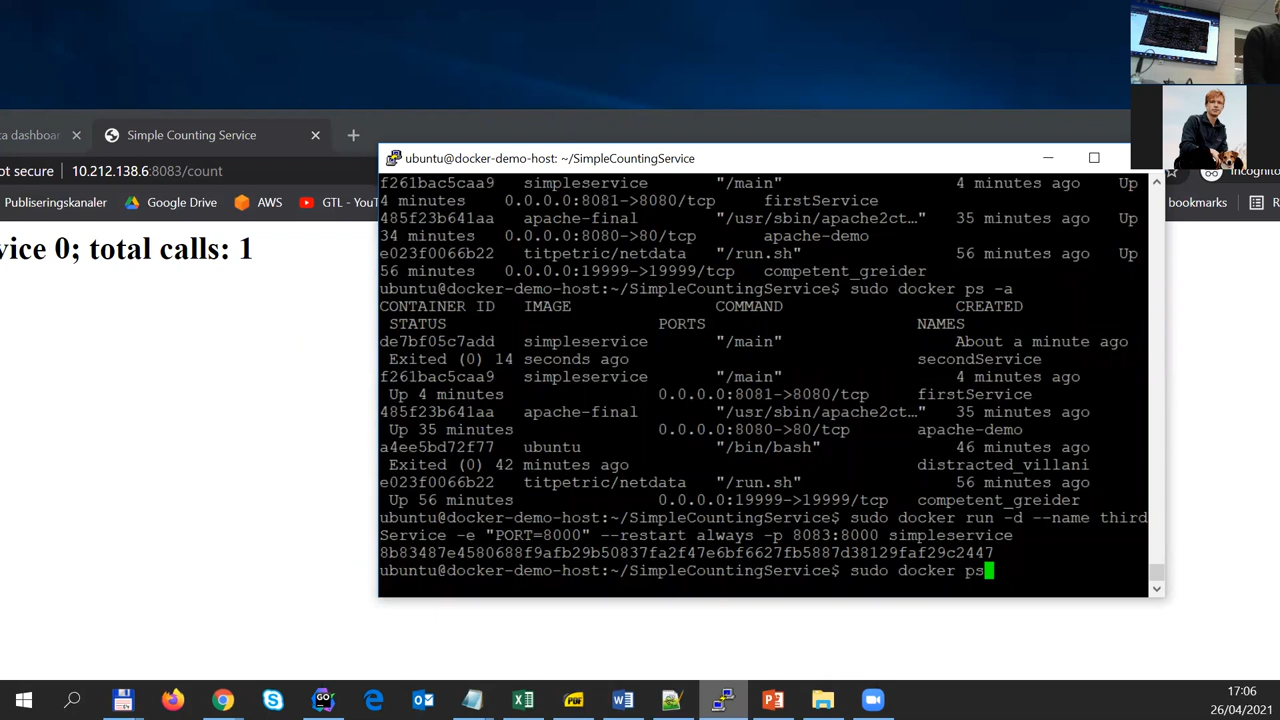 ta dashboar
Simple Counting Service
ot secure
10.212.138.6:8083/count
Publiseringskanaler
Google Drive
AWS
GTL - YouT
vice 0; total calls: 1
ubuntu@docker-demo-host: ~/SimpleCountingService
f261bac5caa9 simpleservice "/main" 4 minutes ago Up
4 minutes 0.0.0.0:8081->8080/tcp firstService
485f23b641aa apache-final "/usr/sbin/apache2ct…" 35 minutes ago Up
34 minutes 0.0.0.0:8080->80/tcp apache-demo
e023f0066b22 titpetric/netdata "/run.sh" 56 minutes ago Up
56 minutes 0.0.0.0:19999->19999/tcp competent_greider
ubuntu@docker-demo-host:~/SimpleCountingService$ sudo docker ps -a
CONTAINER ID IMAGE COMMAND CREATED
STATUS PORTS NAMES
de7bf05c7add simpleservice "/main" About a minute ago
Exited (0) 14 seconds ago secondService
f261bac5caa9 simpleservice "/main" 4 minutes ago
Up 4 minutes 0.0.0.0:8081->8080/tcp firstService
485f23b641aa apache-final "/usr/sbin/apache2ct…" 35 minutes ago
Up 35 minutes 0.0.0.0:8080->80/tcp apache-demo
a4ee5bd72f77 ubuntu "/bin/bash" 46 minutes ago
Exited (0) 42 minutes ago distracted_villani
e023f0066b22 titpetric/netdata "/run.sh" 56 minutes ago
Up 56 minutes 0.0.0.0:19999->19999/tcp competent_greider
ubuntu@docker-demo-host:~/SimpleCountingService$ sudo docker run -d --name third
Service -e "PORT=8000" --restart always -p 8083:8000 simpleservice
8b83487e4580688f9afb29b50837fa2f47e6bf6627fb5887d38129faf29c2447
ubuntu@docker-demo-host:~/SimpleCountingService$ sudo docker ps
Incognito
bookmarks
R
GO
PDF
17:06
26/04/2021